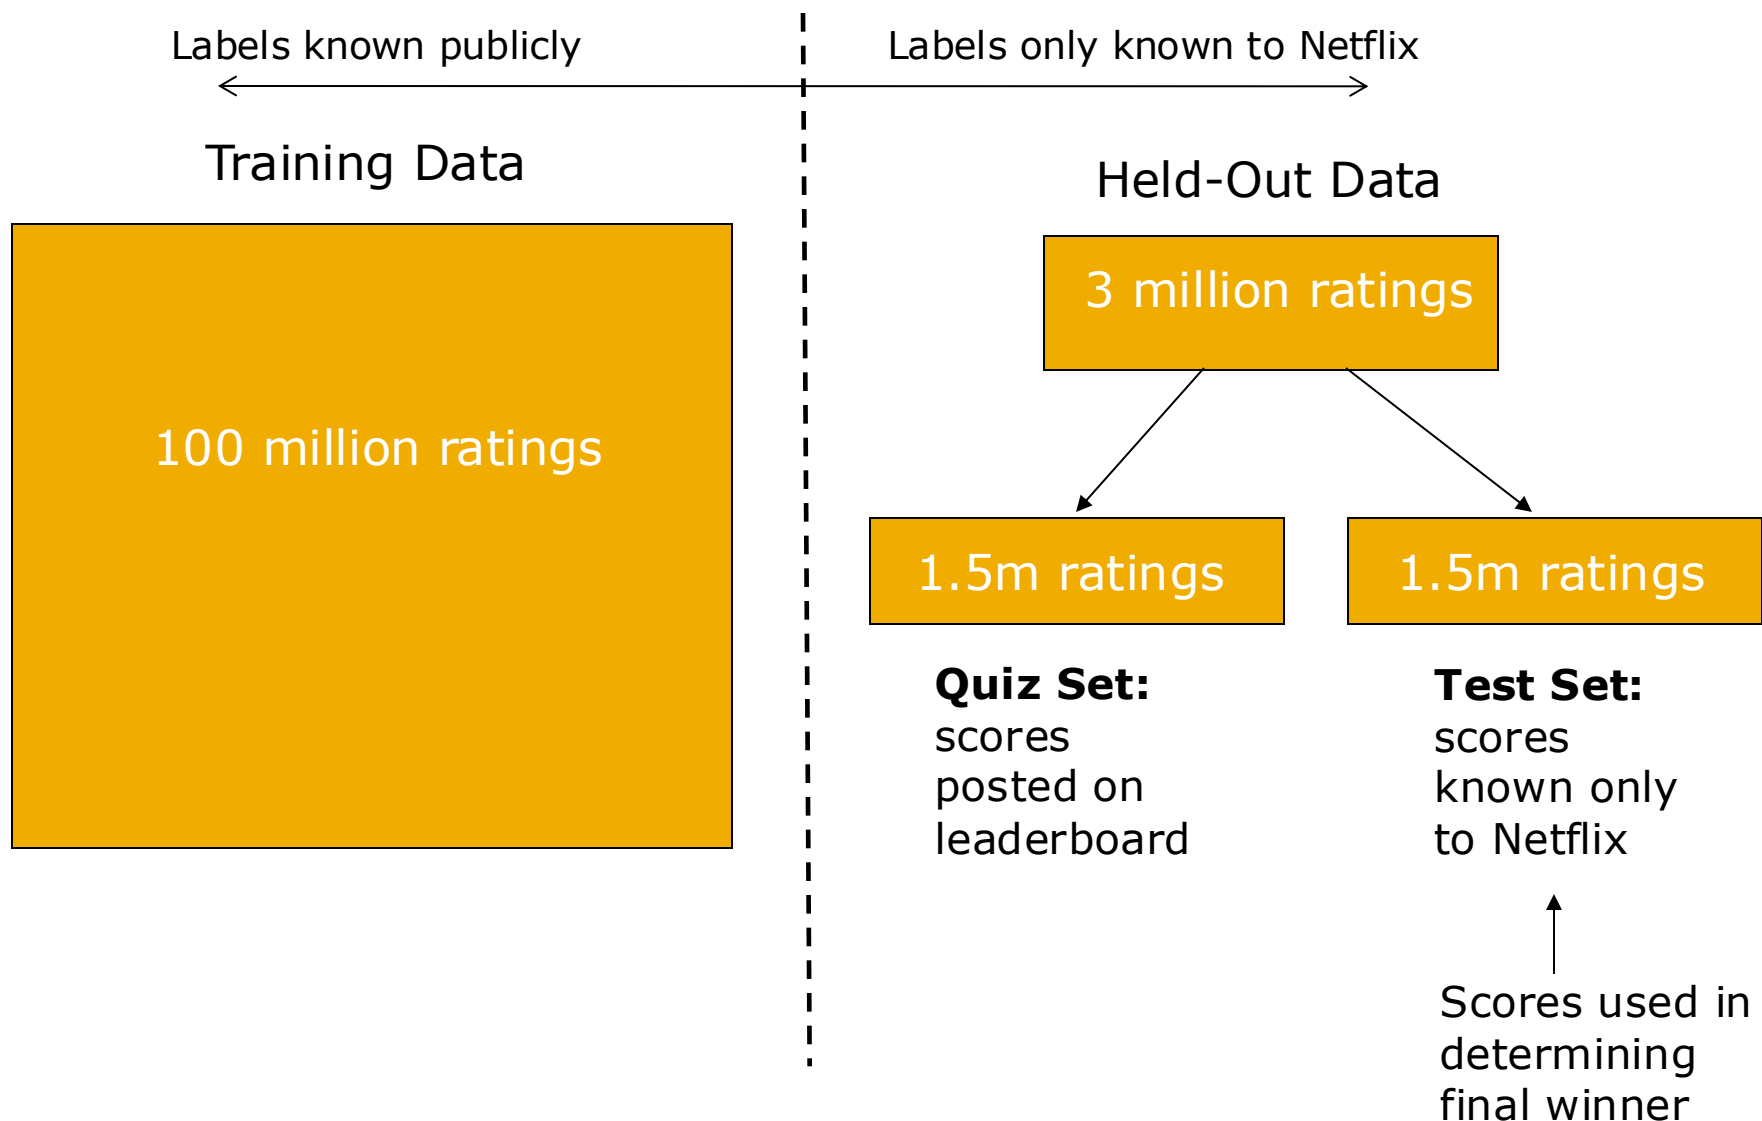 Labels known publicly
Labels only known to Netflix
Training Data
Held-Out Data
100 million ratings
3 million ratings
1.5m ratings
1.5m ratings
Quiz Set:
scores
posted on
leaderboard
Test Set:
scores
known only
to Netflix
Scores used in
determining
final winner